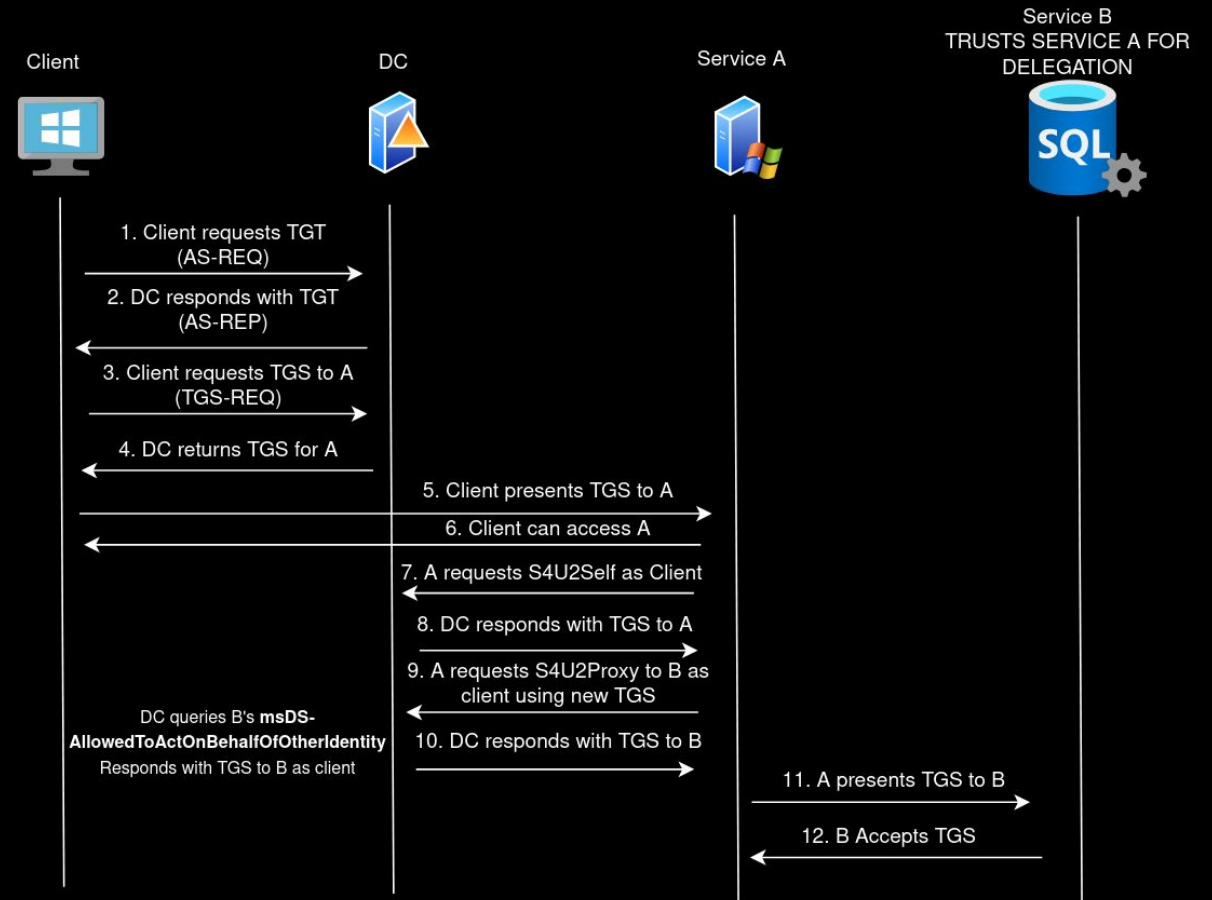 Client
DC
Service A
Service B
TRUSTS SERVICE A FOR
DELEGATION
SQL
1. Client requests TGT
(AS-REQ)
2. DC responds with TGT
(AS-REP)
3. Client requests TGS to A
(TGS-REQ)
4. DC returns TGS for A
5. Client presents TGS to A
6. Client can access A
7. A requests S4U2Self as Client
8. DC responds with TGS to A
9. A requests S4U2Proxy to B as
client using new TGS
DC queries B's msDS-
AllowedToActOnBehalfOfOtherIdentity
Responds with TGS to B as client
10. DC responds with TGS to B
11. A presents TGS to B
12. B Accepts TGS